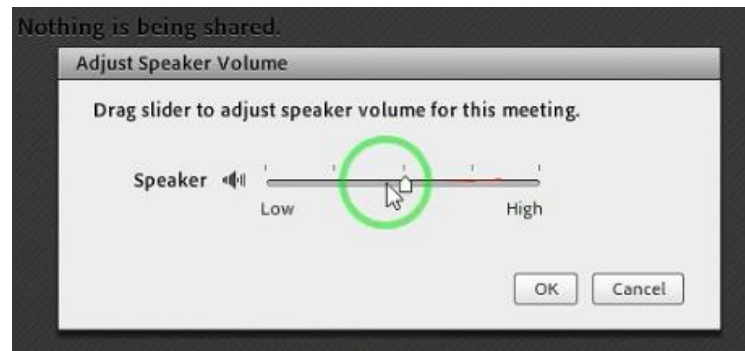 Nothing is being shared.
Adjust Speaker Volume
Drag slider to adjust speaker volume for this meeting.
Speaker
Low High
OK Cancel